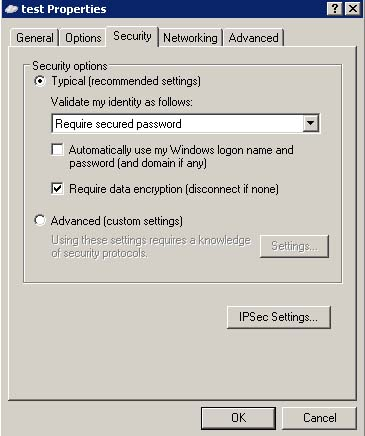 test Properties
General
Options
Security
Networking
Advanced
Security options
Typical (recommended settings)
Validate my identity as follows:
Require secured password
Automatically use my Windows logon name and
password (and domain if any)
Require data encryption (disconnect if none)
Advanced (custom settings)
Using these settings requires a knowledge
of security protocols.
Settings...
IPSec Settings...
OK
Cancel